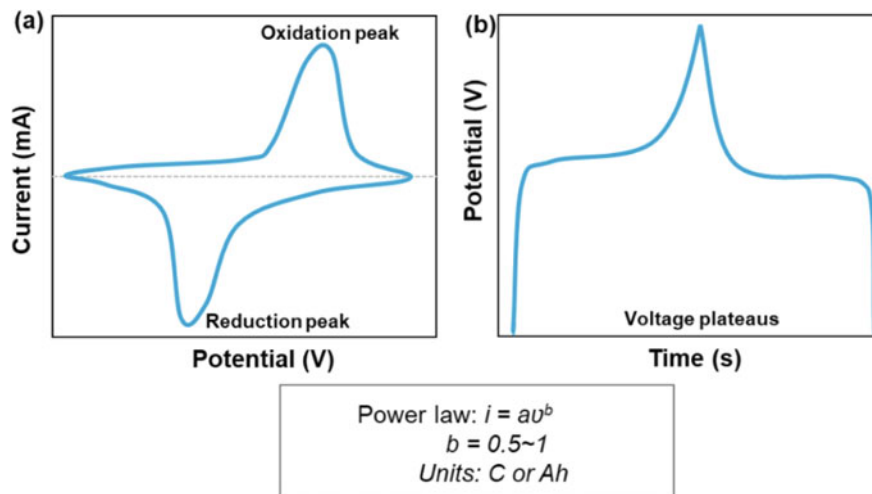 (a)
Oxidation peak
Current (mA)
Reduction peak
Potential (V)
(b)
Potential (V)
Voltage plateaus
Time (s)
Power law: i = aυᵇ
b = 0.5~1
Units: C or Ah